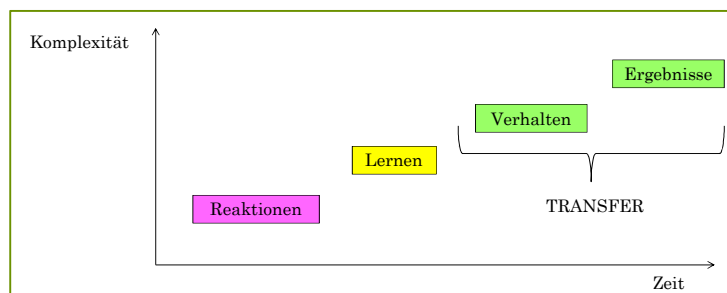 Komplexität
Ergebnisse
Verhalten
Lernen
Reaktionen
TRANSFER
Zeit